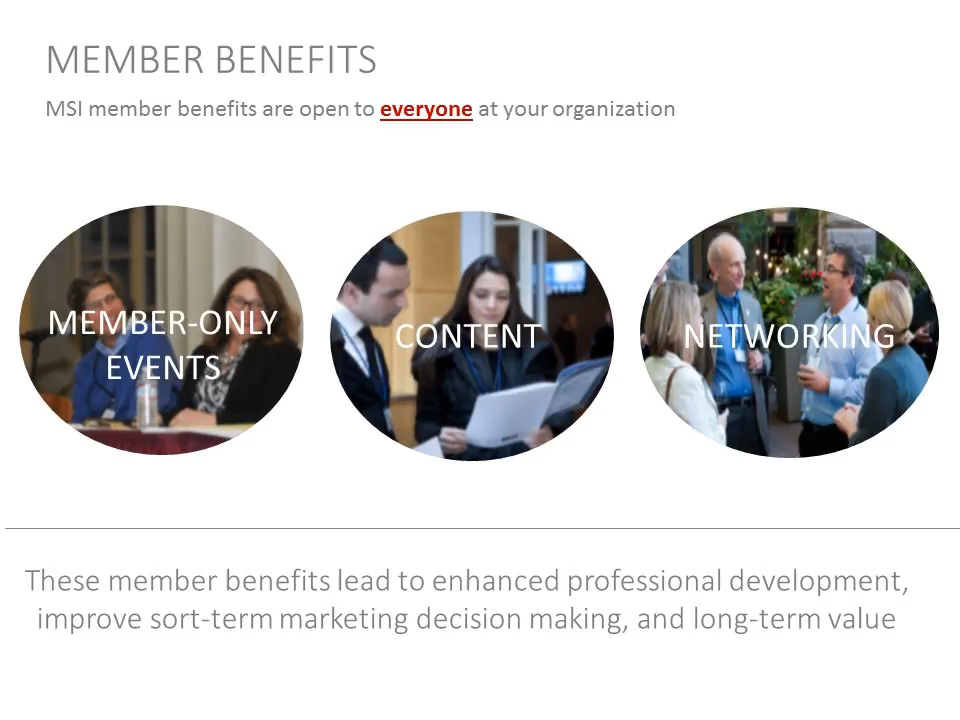 MEMBER BENEFITS
MSI member benefits are open to everyone at your organization
MEMBER-ONLY
EVENTS
CONTENT
NETWORKING
These member benefits lead to enhanced professional development,
improve sort-term marketing decision making, and long-term value